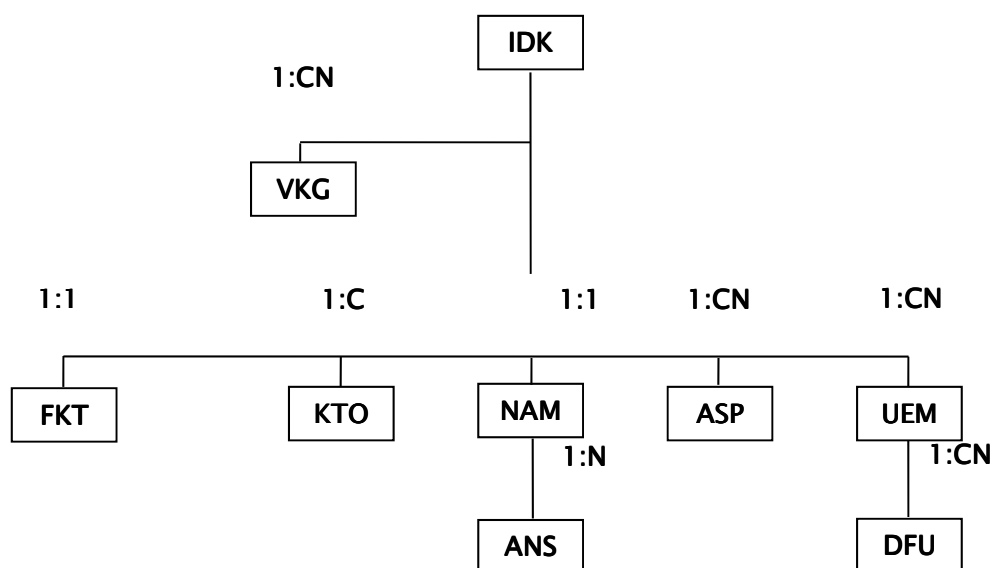 IDK
1:CN
VKG
1:1 1:C 1:1 1:CN 1:CN
FKT KTO NAM ASP UEM
1:N 1:CN
ANS DFU